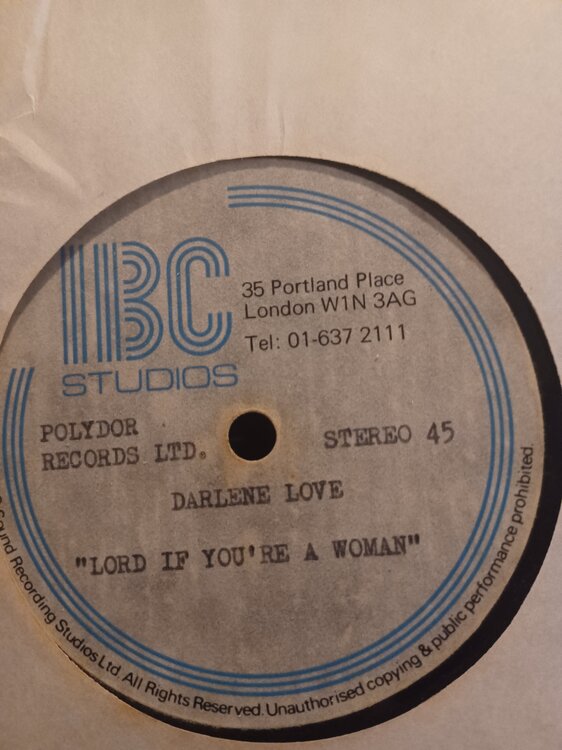 IBC
STUDIOS
35 Portland Place
London W1N 3AG
Tel: 01-637 2111
POLYDOR
RECORDS LTD.
STEREO 45
DARLENE LOVE
"LORD IF YOU'RE A WOMAN"
Sound Recording Studios Ltd. All Rights Reserved. Unauthorised copying & public performance prohibited.